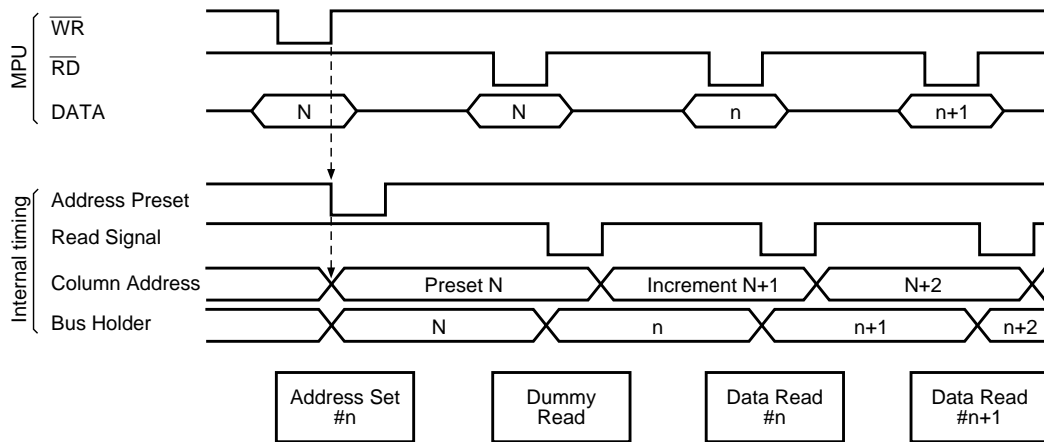 MPU
WR
RD
DATA N N n n+1
Internal timing
Address Preset
Read Signal
Column Address Preset N Increment N+1 N+2
Bus Holder N n n+1 n+2
Address Set
#n
Dummy
Read
Data Read
#n
Data Read
#n+1